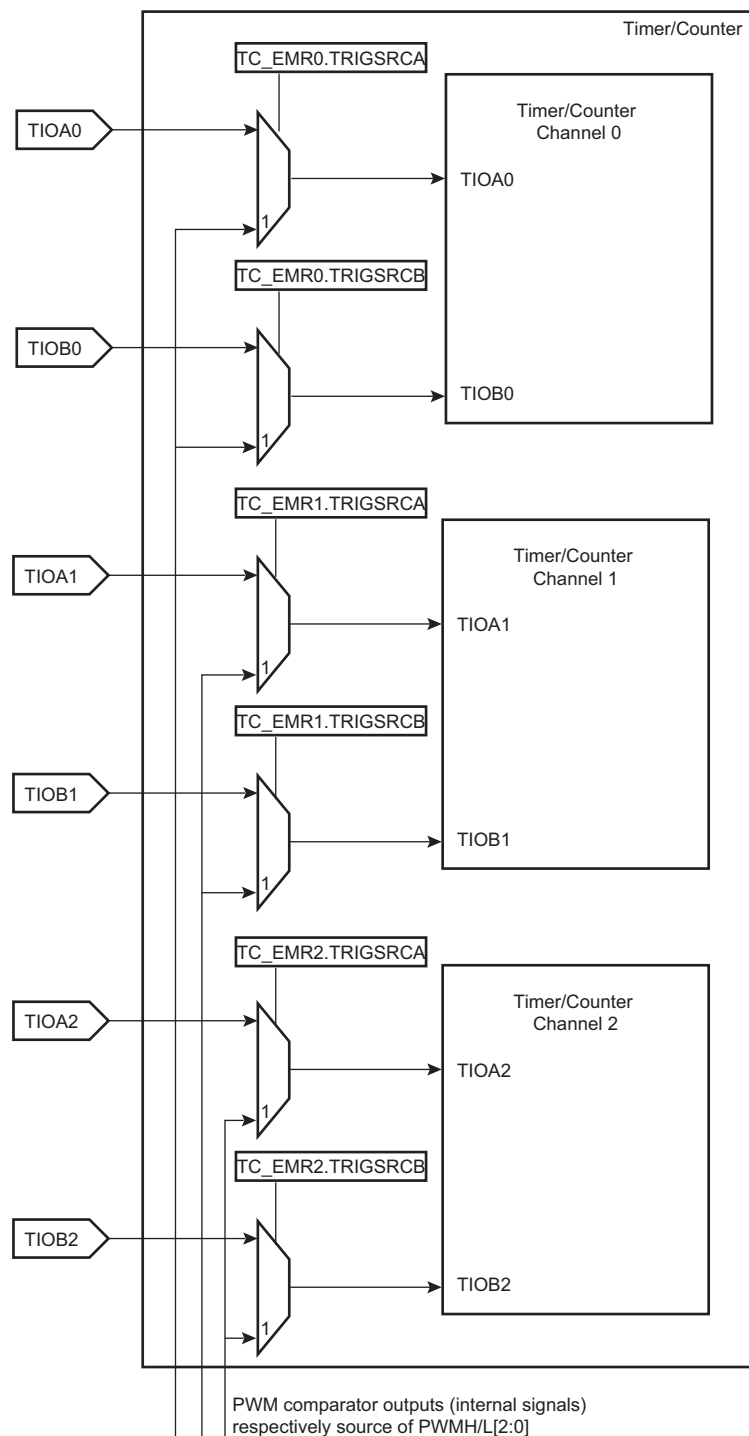 Timer/Counter
TC_EMR0.TRIGSRCA
Timer/Counter
Channel 0
TIOA0
TIOA0
1
TC_EMR0.TRIGSRCB
TIOB0
TIOB0
1
TC_EMR1.TRIGSRCA
Timer/Counter
Channel 1
TIOA1
TIOA1
1
TC_EMR1.TRIGSRCB
TIOB1
TIOB1
1
TC_EMR2.TRIGSRCA
Timer/Counter
Channel 2
TIOA2
TIOA2
1
TC_EMR2.TRIGSRCB
TIOB2
TIOB2
1
PWM comparator outputs (internal signals)
respectively source of PWMH/L[2:0]